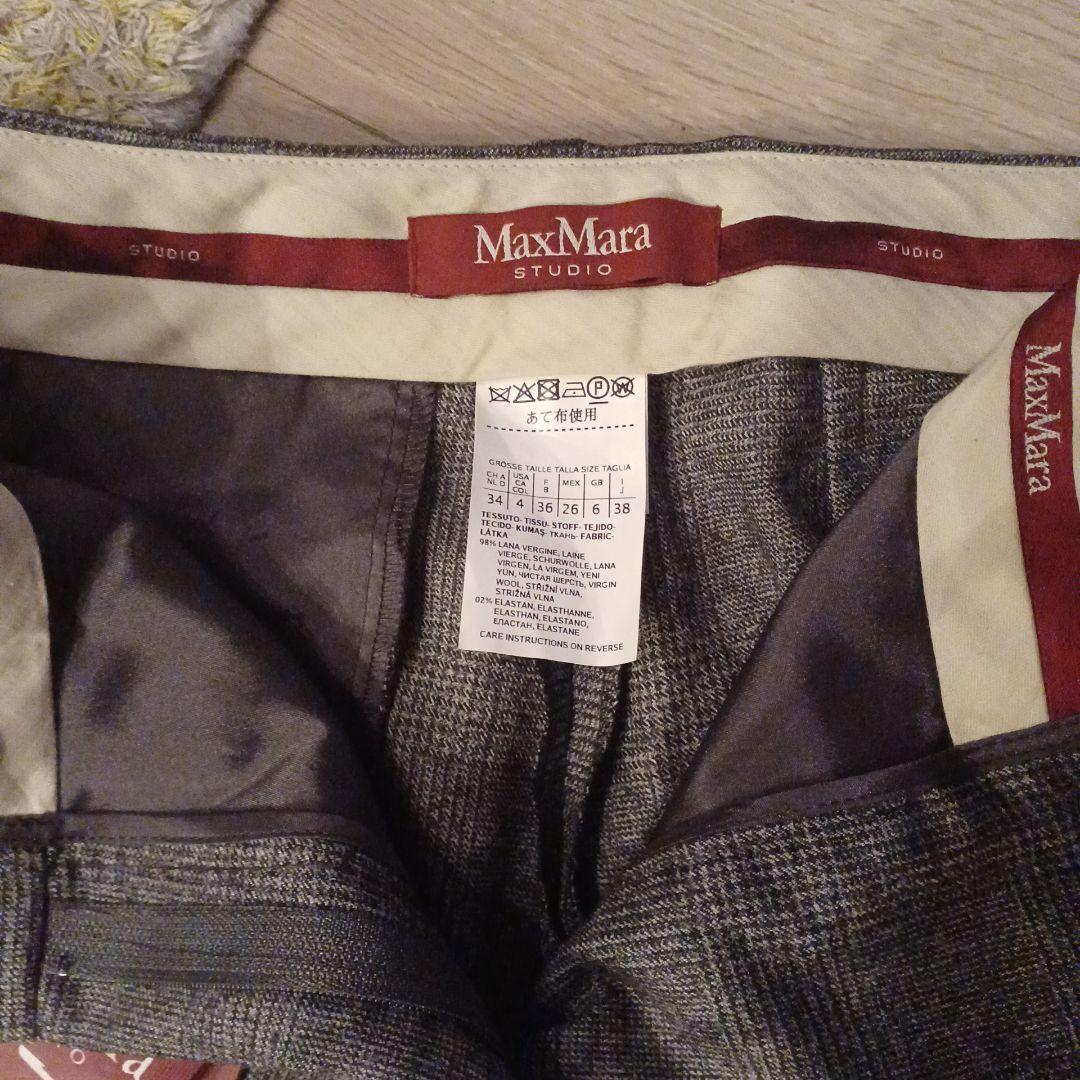 MaxMara
STUDIO
STUDIO
STUDIO
MaxMara
P
W
あて布使用
GRÖSSE TAILLE TALLA SIZE TAGLIA
CH A NL D
USA CA COL
F B
MEX
GB
I J
34 4 36 26 6 38
TESSUTO- TISSU- STOFF- TEJIDO-
TECIDO- KUMAŞ- ТКАНЬ- FABRIC-
LÁTKA
98% LANA VERGINE, LAINE
VIERGE, SCHURWOLLE, LANA
VIRGEN, LA VIRGEM, YENI
YÜN, ЧИСТАЯ ШЕРСТЬ, VIRGIN
WOOL, STŘIŽNÍ VLNA,
STRIŽNÁ VLNA
02% ELASTAN, ELASTHANNE,
ELASTHAN, ELASTANO,
ЕЛАСТАН, ELASTANE
CARE INSTRUCTIONS ON REVERSE